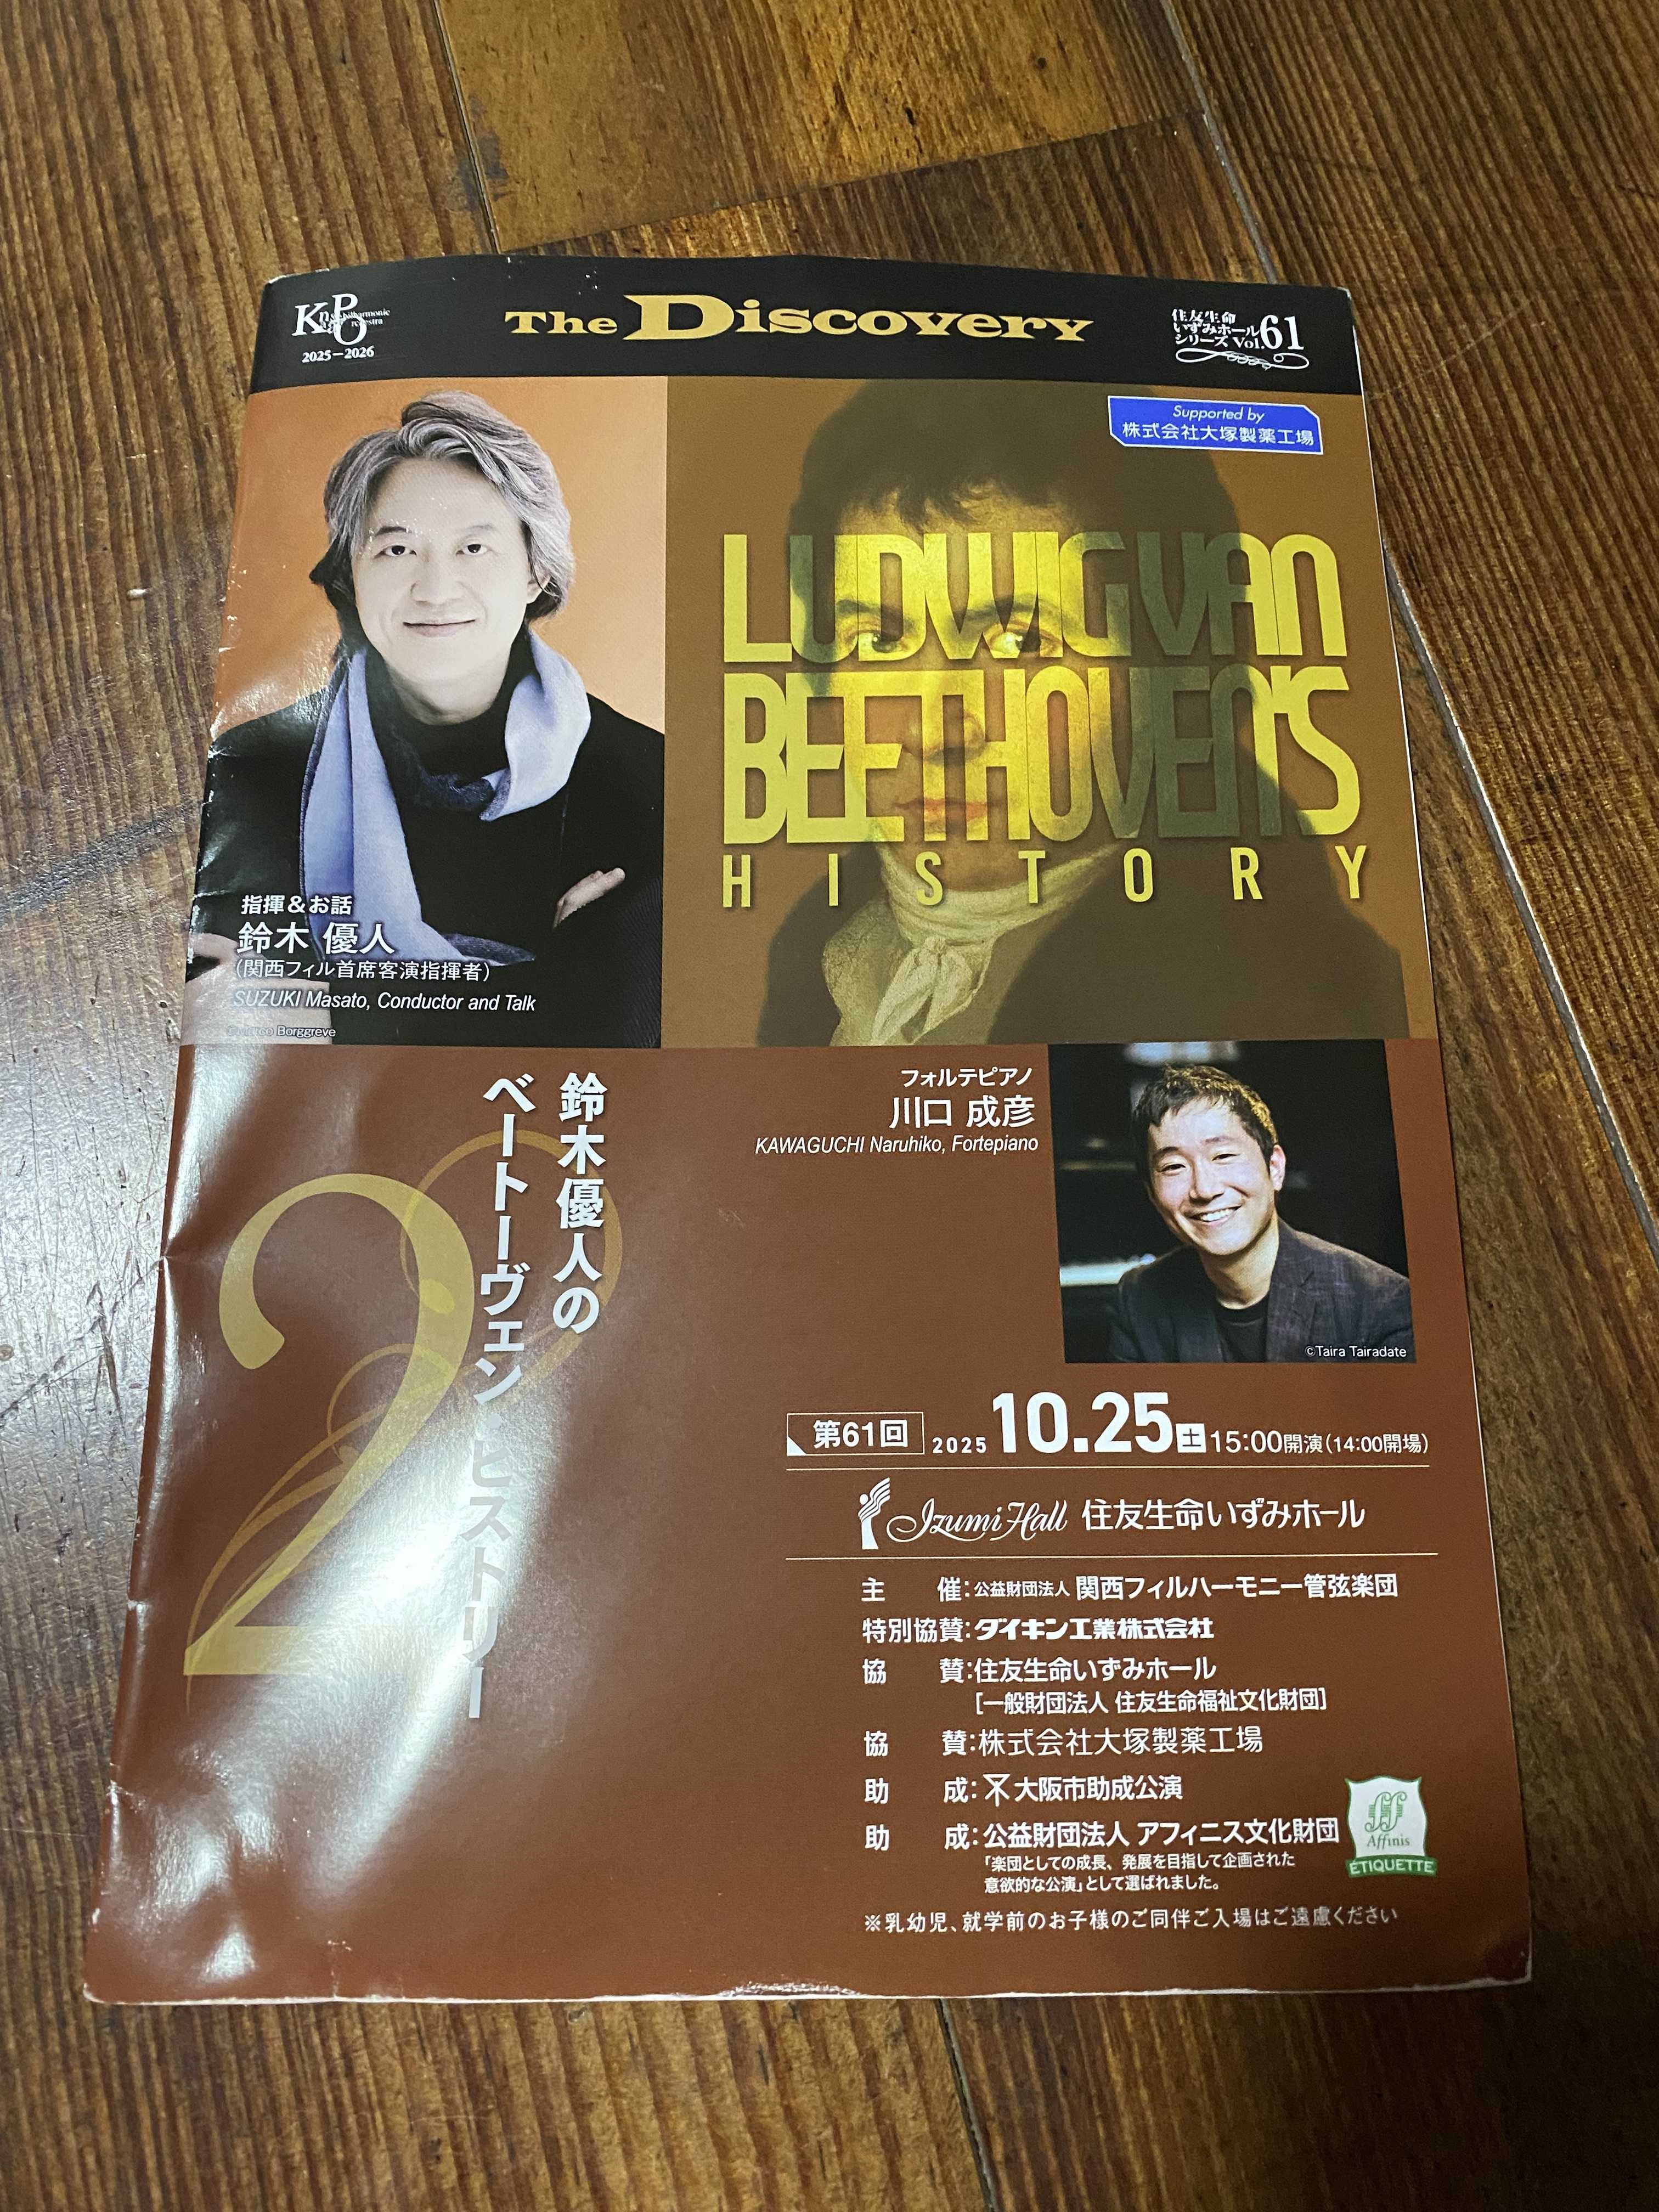 Kansai Philharmonic Orchestra
2025－2026
The Discovery
住友生命
いずみホール
シリーズ Vol.61
Supported by
株式会社大塚製薬工場
LUDWIG VAN
BEETHOVEN'S
HISTORY
指揮&お話
鈴木 優人
(関西フィル首席客演指揮者)
SUZUKI Masato, Conductor and Talk
Borggreve
鈴木優人の
ベートーヴェン・ヒストリー
2
フォルテピアノ
川口 成彦
KAWAGUCHI Naruhiko, Fortepiano
©Taira Tairadate
第61回 2025 10.25 土 15:00開演(14:00開場)
Izumi Hall 住友生命いずみホール
主催:公益財団法人 関西フィルハーモニー管弦楽団
特別協賛:ダイキン工業株式会社
協賛:住友生命いずみホール
[一般財団法人 住友生命福祉文化財団]
協賛:株式会社大塚製薬工場
助成:大阪市助成公演
助成:公益財団法人 アフィニス文化財団
「楽団としての成長、発展を目指して企画された
意欲的な公演」として選ばれました。
ff
Affinis
ÉTIQUETTE
※乳幼児、就学前のお子様のご同伴ご入場はご遠慮ください